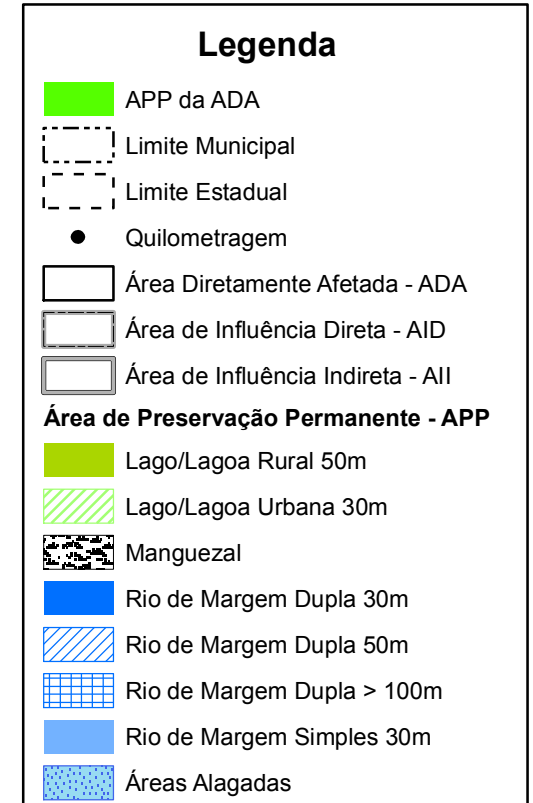 Legenda
APP da ADA
Limite Municipal
Limite Estadual
Quilometragem
Área Diretamente Afetada - ADA
Área de Influência Direta - AID
Área de Influência Indireta - AII
Área de Preservação Permanente - APP
Lago/Lagoa Rural 50m
Lago/Lagoa Urbana 30m
Manguezal
Rio de Margem Dupla 30m
Rio de Margem Dupla 50m
Rio de Margem Dupla > 100m
Rio de Margem Simples 30m
Áreas Alagadas